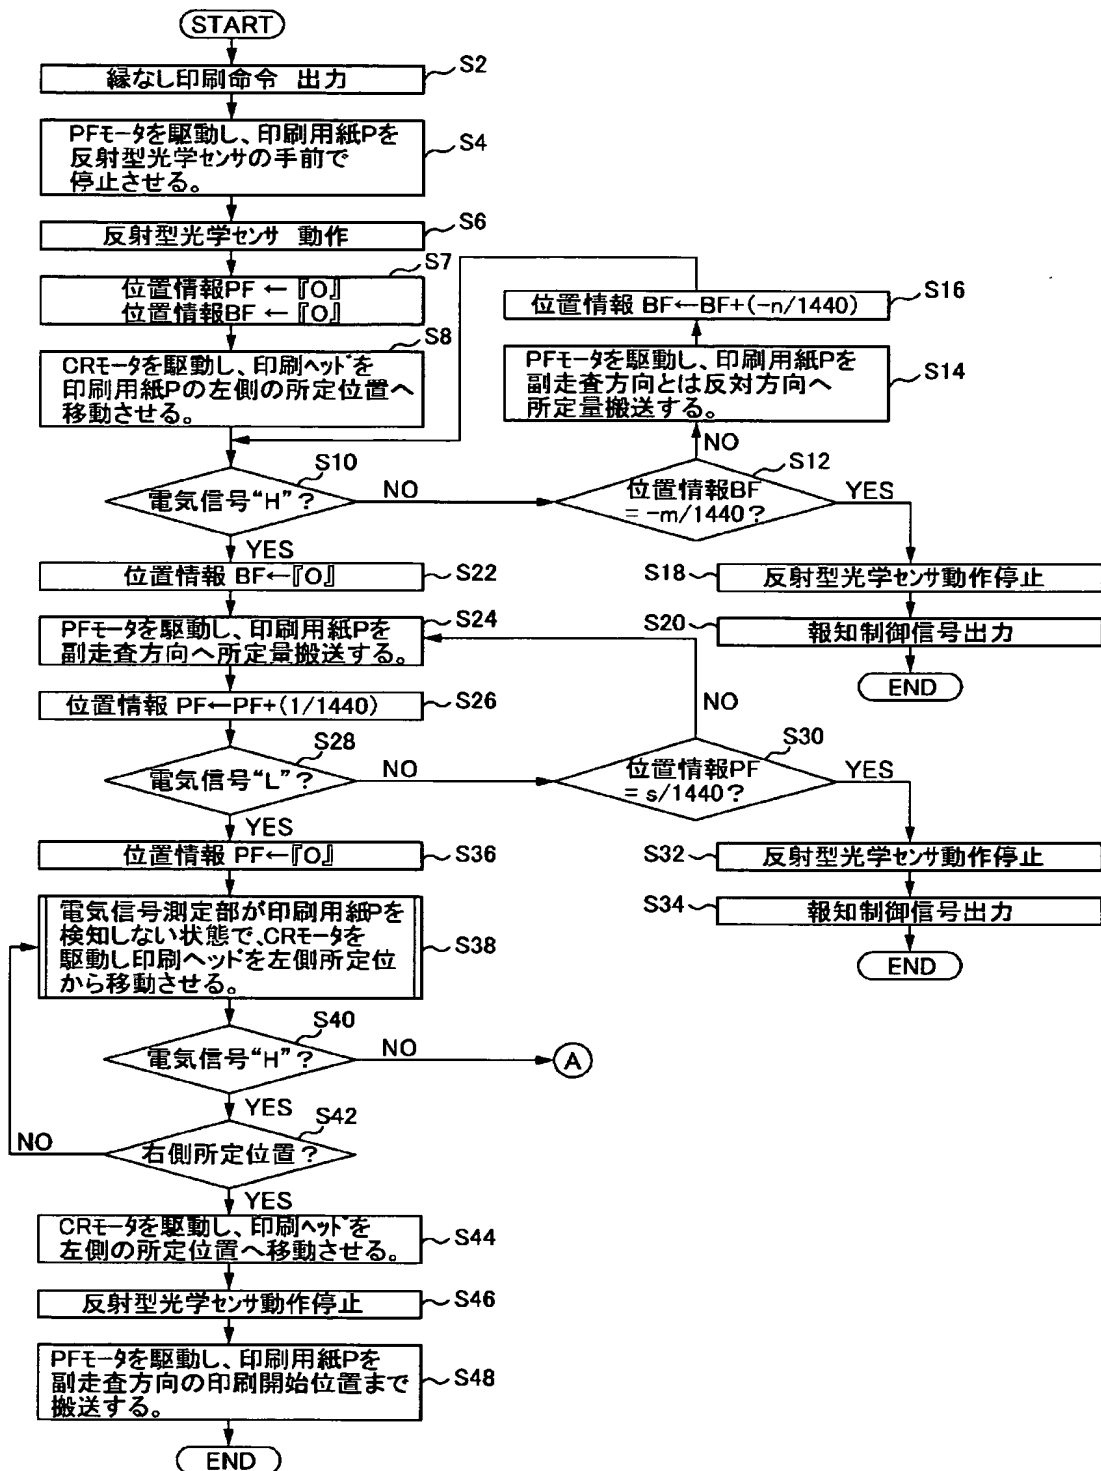 START
縁なし印刷命令 出力
S2
PFモータを駆動し、印刷用紙Pを
反射型光学センサの手前で
停止させる。
S4
反射型光学センサ 動作
S6
S7
位置情報PF ← 『0』
位置情報BF ← 『0』
S8
CRモータを駆動し、印刷ヘッドを
印刷用紙Pの左側の所定位置へ
移動させる。
位置情報 BF←BF+(-n/1440)
S16
PFモータを駆動し、印刷用紙Pを
副走査方向とは反対方向へ
所定量搬送する。
S14
NO
S10
電気信号“H”?
NO
S12
位置情報BF
= -m/1440?
YES
YES
位置情報 BF←『0』
S22
S18
反射型光学センサ動作停止
S20
報知制御信号出力
END
PFモータを駆動し、印刷用紙Pを
副走査方向へ所定量搬送する。
S24
位置情報 PF←PF+(1/1440)
S26
NO
S28
電気信号“L”?
NO
S30
位置情報PF
= s/1440?
YES
YES
位置情報 PF←『0』
S36
S32
反射型光学センサ動作停止
S34
報知制御信号出力
END
電気信号測定部が印刷用紙Pを
検知しない状態で、CRモータを
駆動し印刷ヘッドを左側所定位
から移動させる。
S38
S40
電気信号“H”?
NO
A
YES
S42
右側所定位置?
NO
YES
CRモータを駆動し、印刷ヘッドを
左側の所定位置へ移動させる。
S44
反射型光学センサ動作停止
S46
PFモータを駆動し、印刷用紙Pを
副走査方向の印刷開始位置まで
搬送する。
S48
END